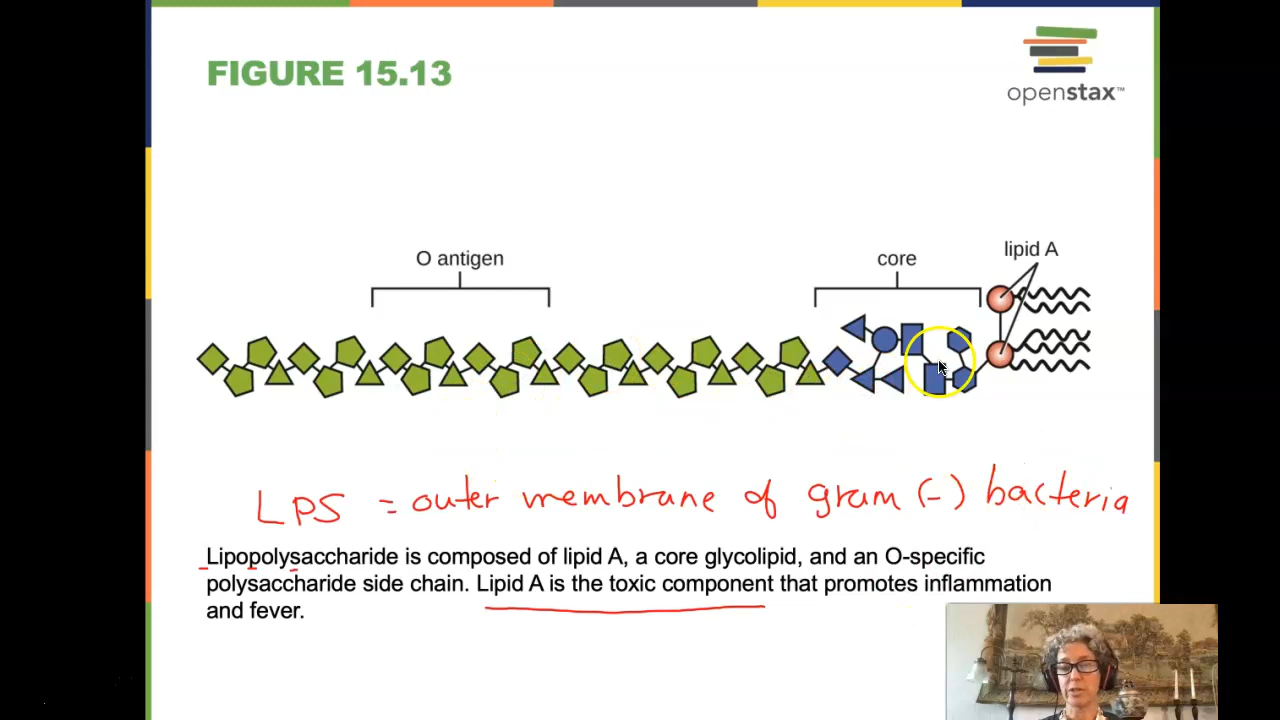 FIGURE 15.13
openstax™
O antigen
core
lipid A
LPS = outer membrane of gram (-) bacteria
Lipopolysaccharide is composed of lipid A, a core glycolipid, and an O-specific
polysaccharide side chain. Lipid A is the toxic component that promotes inflammation
and fever.